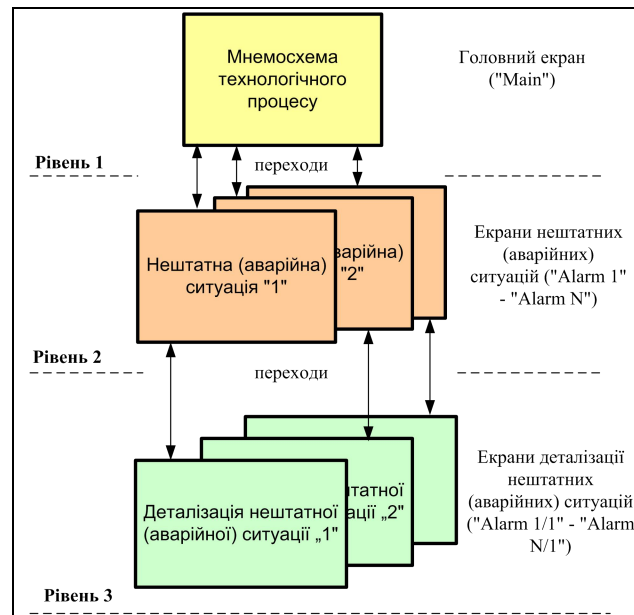 Мнемосхема
технологічного
процесу
Головний екран
("Main")
Рівень 1
переходи
Нештатна (аварійна)
ситуація "1"
варійна)
"2"
Екрани нештатних
(аварійних)
ситуацій ("Alarm 1"
- "Alarm N")
Рівень 2
переходи
Деталізація нештатної
(аварійної) ситуації „1"
штатної
ації „2"
Екрани деталізації
нештатних
(аварійних) ситуацій
("Alarm 1/1" - "Alarm
N/1")
Рівень 3